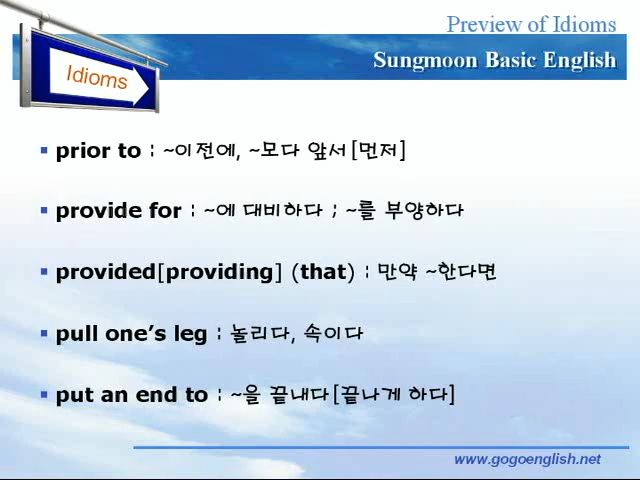 Preview of Idioms
Sungmoon Basic English
Idioms
prior to : ~이전에, ~모다 앞서[먼저]
provide for : ~에 대비하다 ; ~를 부양하다
provided[providing] (that) : 만약 ~한다면
pull one's leg : 놀리다, 속이다
put an end to : ~을 끝내다[끝나게 하다]
www.gogoenglish.net